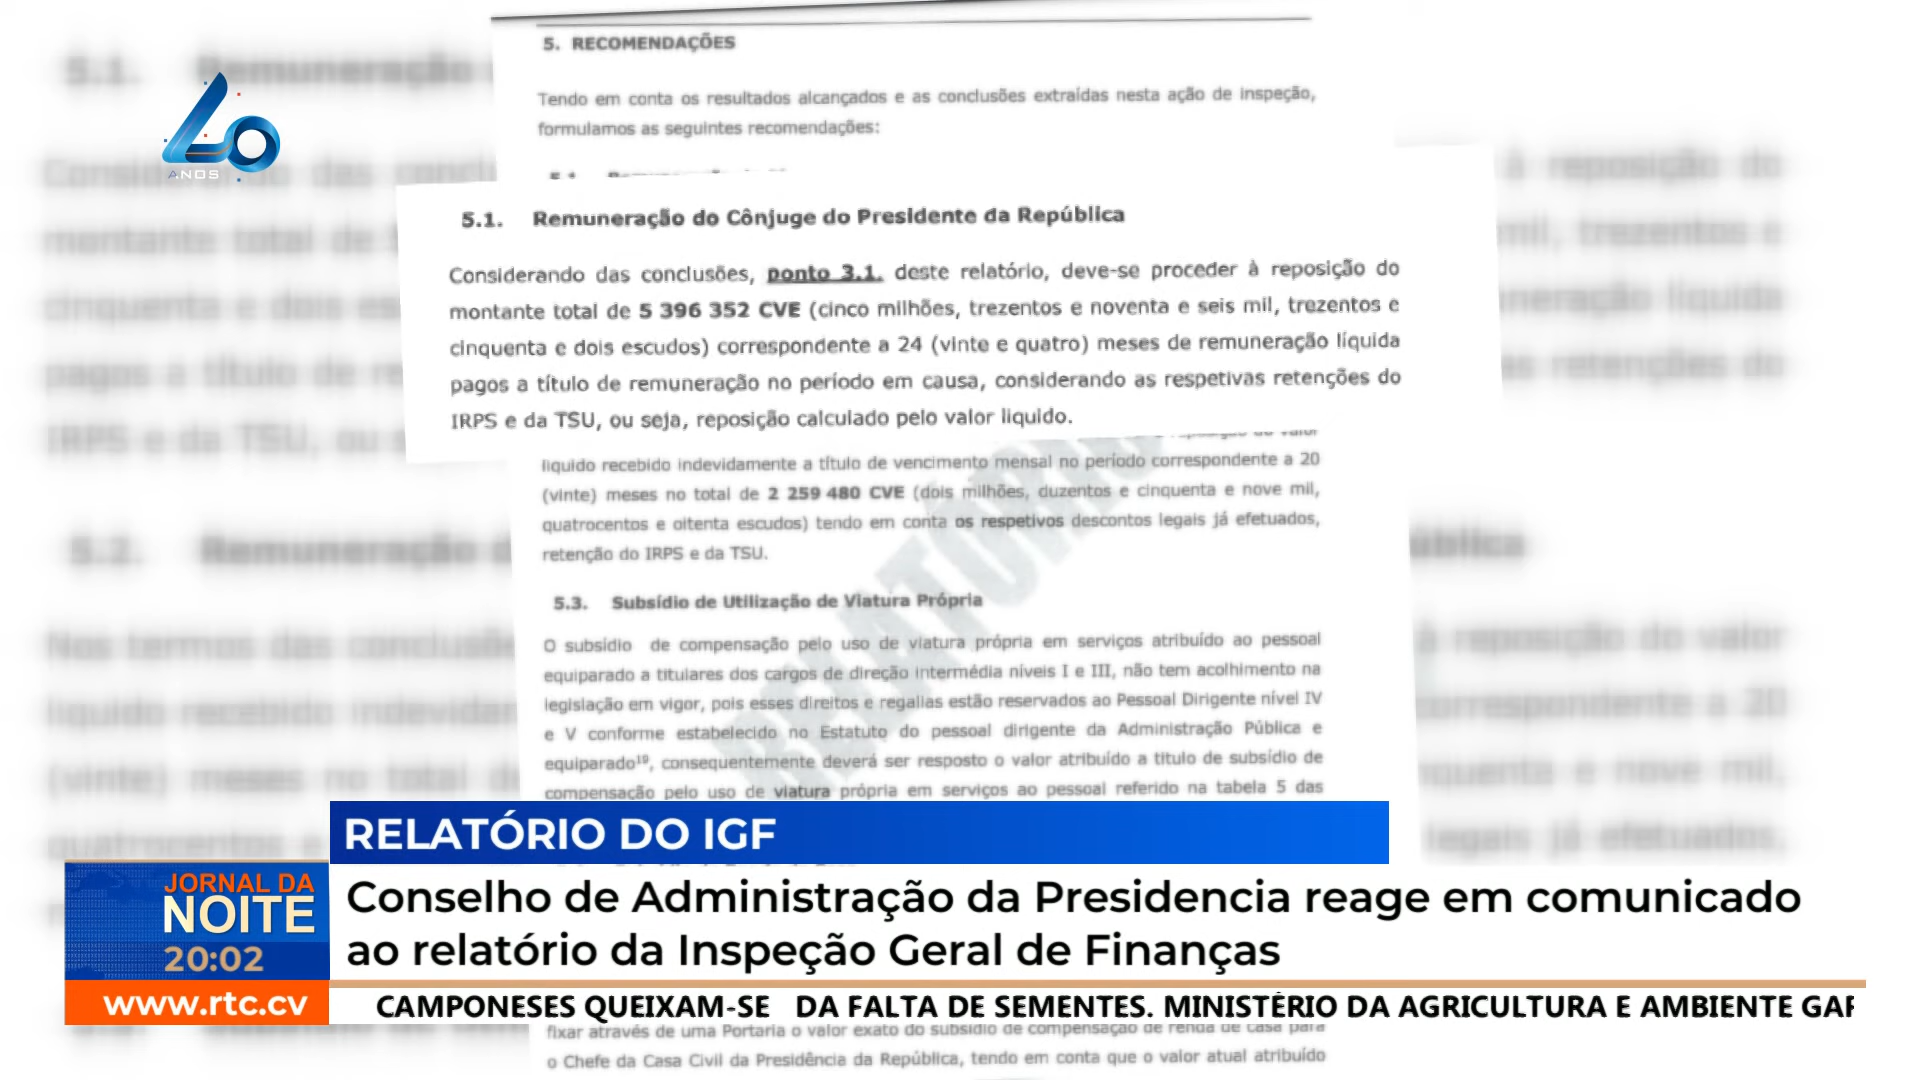 5. RECOMENDAÇÕES
Tendo em conta os resultados alcançados e as conclusões extraídas nesta ação de inspeção,
formulamos as seguintes recomendações:
5.1. Remuneração do Cônjuge do Presidente da República
Considerando das conclusões, ponto 3.1. deste relatório, deve-se proceder à reposição do
montante total de 5 396 352 CVE (cinco milhões, trezentos e noventa e seis mil, trezentos e
cinquenta e dois escudos) correspondente a 24 (vinte e quatro) meses de remuneração líquida
pagos a título de remuneração no período em causa, considerando as respetivas retenções do
IRPS e da TSU, ou seja, reposição calculado pelo valor liquido.
liquido recebido indevidamente a título de vencimento mensal no período correspondente a 20
(vinte) meses no total de 2 259 480 CVE (dois milhões, duzentos e cinquenta e nove mil,
quatrocentos e oitenta escudos) tendo em conta os respetivos descontos legais já efetuados,
retenção do IRPS e da TSU.
5.3. Subsídio de Utilização de Viatura Própria
O subsídio de compensação pelo uso de viatura própria em serviços atribuído ao pessoal
equiparado a titulares dos cargos de direção intermédia níveis I e III, não tem acolhimento na
legislação em vigor, pois esses direitos e regalias estão reservados ao Pessoal Dirigente nível IV
e V conforme estabelecido no Estatuto do pessoal dirigente da Administração Pública e
equiparado¹⁰, consequentemente deverá ser resposto o valor atribuído a titulo de subsídio de
compensação pelo uso de viatura própria em serviços ao pessoal referido na tabela 5 das
RELATÓRIO
40
ANOS
RELATÓRIO DO IGF
JORNAL DA
NOITE
20:02
www.rtc.cv
Conselho de Administração da Presidencia reage em comunicado
ao relatório da Inspeção Geral de Finanças
CAMPONESES QUEIXAM-SE DA FALTA DE SEMENTES. MINISTÉRIO DA AGRICULTURA E AMBIENTE GAR
fixar através de uma Portaria o valor exato do subsídio de compensação de renda de casa para
o Chefe da Casa Civil da Presidência da República, tendo em conta que o valor atual atribuído